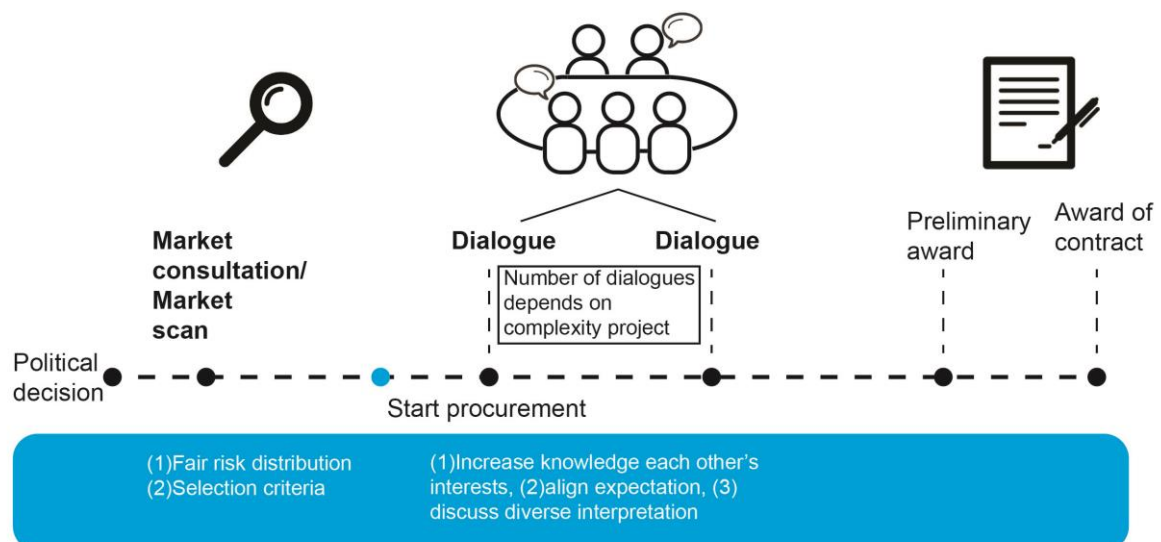 Market
consultation/
Market
scan
Dialogue
Dialogue
Number of dialogues
depends on
complexity project
Preliminary
award
Award of
contract
Political
decision
Start procurement
(1)Fair risk distribution
(2)Selection criteria
(1)Increase knowledge each other's
interests, (2)align expectation, (3)
discuss diverse interpretation